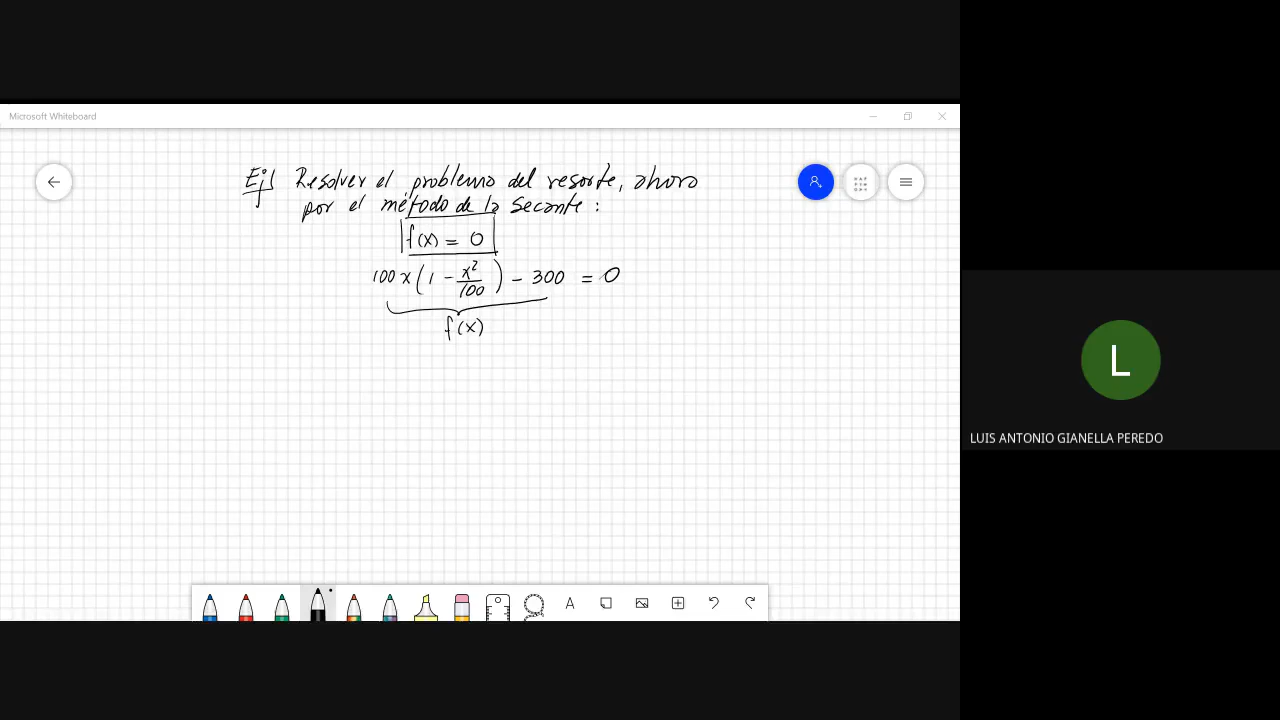 Microsoft Whiteboard
Ej/ Resolver el problema del resorte, ahora
por el método de la secante :
f(x) = 0
100 x (1 - x²/100) - 300 = 0
f(x)
A
L
LUIS ANTONIO GIANELLA PEREDO